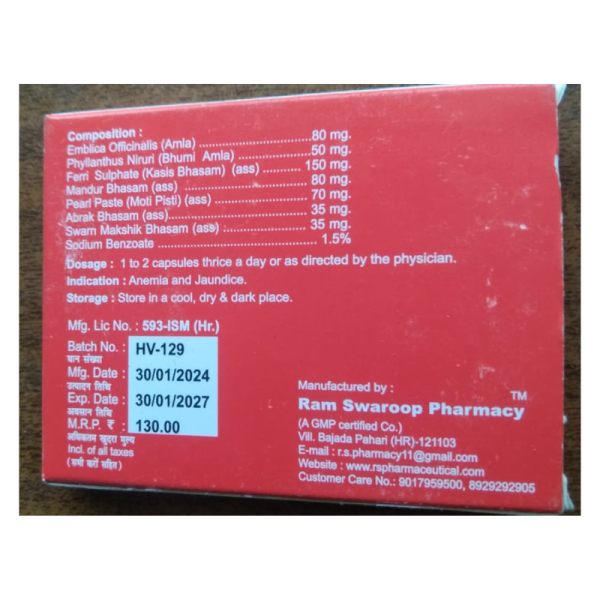 Composition :
Emblica Officinalis (Amla) ........................80 mg.
Phyllanthus Niruri (Bhumi Amla) ................50 mg.
Ferri Sulphate (Kasis Bhasam) (ass) ......... 150 mg.
Mandur Bhasam (ass) ......................... 80 mg.
Pearl Paste (Moti Pisti) (ass) .................. 70 mg.
Abrak Bhasam (ass)............................. 35 mg.
Swarn Makshik Bhasam (ass) :................... 35 mg.
Sodium Benzoate ................................ 1.5%
Dosage : 1 to 2 capsules thrice a day or as directed by the physician.
Indication : Anemia and Jaundice.
Storage : Store in a cool, dry & dark place.
Mfg. Lic No. : 593-ISM (Hr.)
Batch No. : HV-129
घान संख्या
Mfg. Date : 30/01/2024
उत्पादन तिथि
Exp. Date : 30/01/2027
अवसान तिथि
M.R.P. ₹ : 130.00
अधिकतम खुदरा मुल्य
Incl. of all taxes
(सभी करों सहित)
Manufactured by :
Ram Swaroop Pharmacy TM
(A GMP certified Co.)
Vill. Bajada Pahari (HR)-121103
E-mail : r.s.pharmacy11@gmail.com
Website : www.rspharmaceutical.com
Customer Care No.: 9017959500, 8929292905